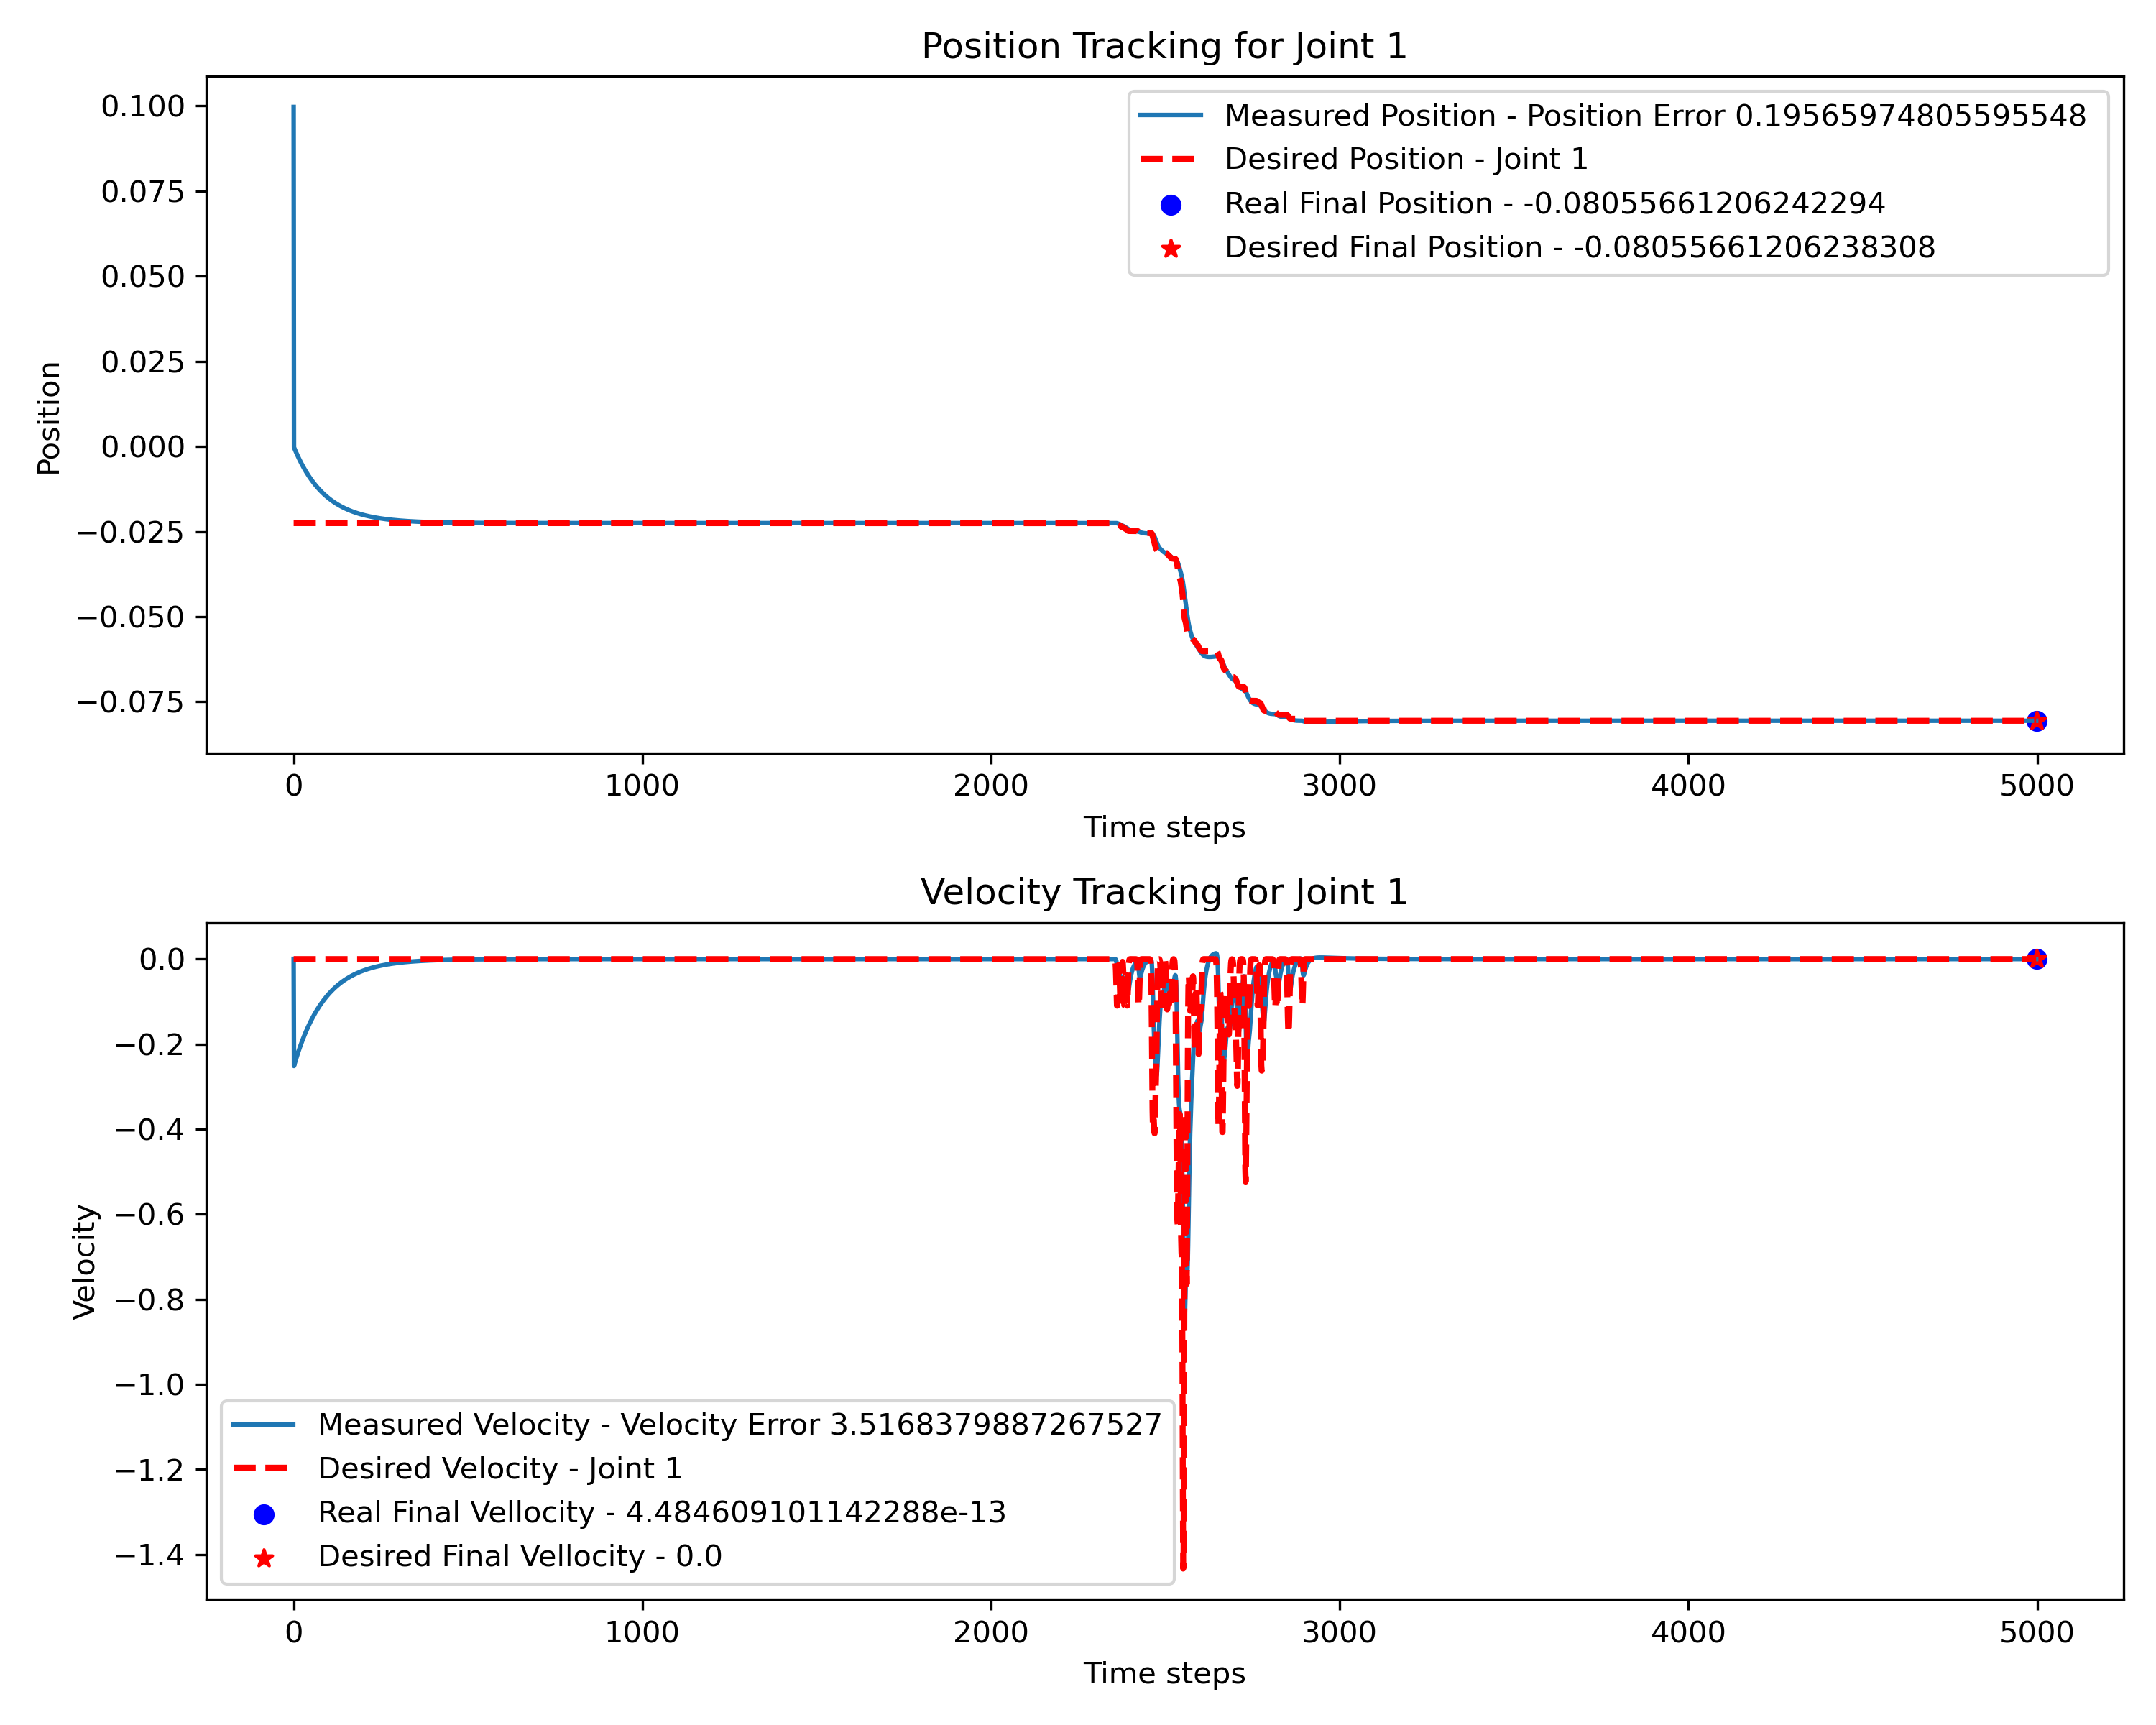 Position Tracking for Joint 1
Measured Position - Position Error 0.19565974805595548
Desired Position - Joint 1
Real Final Position - -0.08055661206242294
Desired Final Position - -0.08055661206238308
0.100
0.075
0.050
0.025
0.000
−0.025
−0.050
−0.075
Position
0 1000 2000 3000 4000 5000
Time steps
Velocity Tracking for Joint 1
0.0
−0.2
−0.4
−0.6
−0.8
−1.0
−1.2
−1.4
Velocity
Measured Velocity - Velocity Error 3.5168379887267527
Desired Velocity - Joint 1
Real Final Vellocity - 4.484609101142288e-13
Desired Final Vellocity - 0.0
0 1000 2000 3000 4000 5000
Time steps